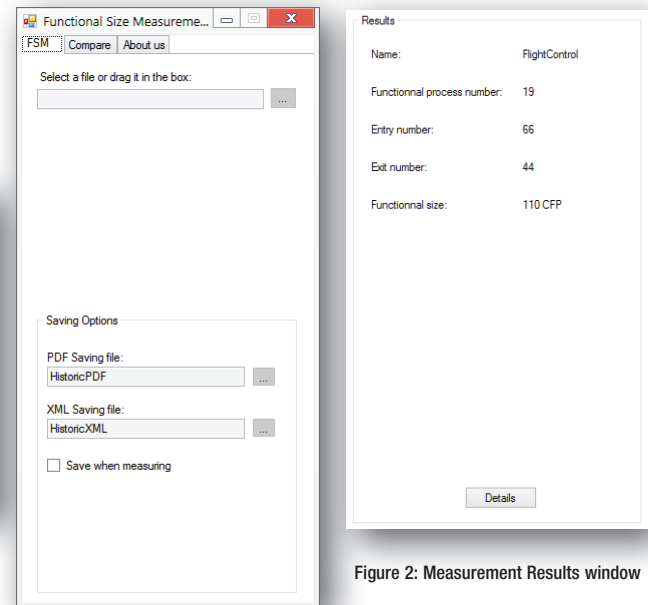 Functional Size Measureme...
x
FSM Compare About us
Select a file or drag it in the box:
...
Saving Options
PDF Saving file:
HistoricPDF
...
XML Saving file:
HistoricXML
...
Save when measuring
Results
Name: FlightControl
Functionnal process number: 19
Entry number: 66
Exit number: 44
Functionnal size: 110 CFP
Details
Figure 2: Measurement Results window